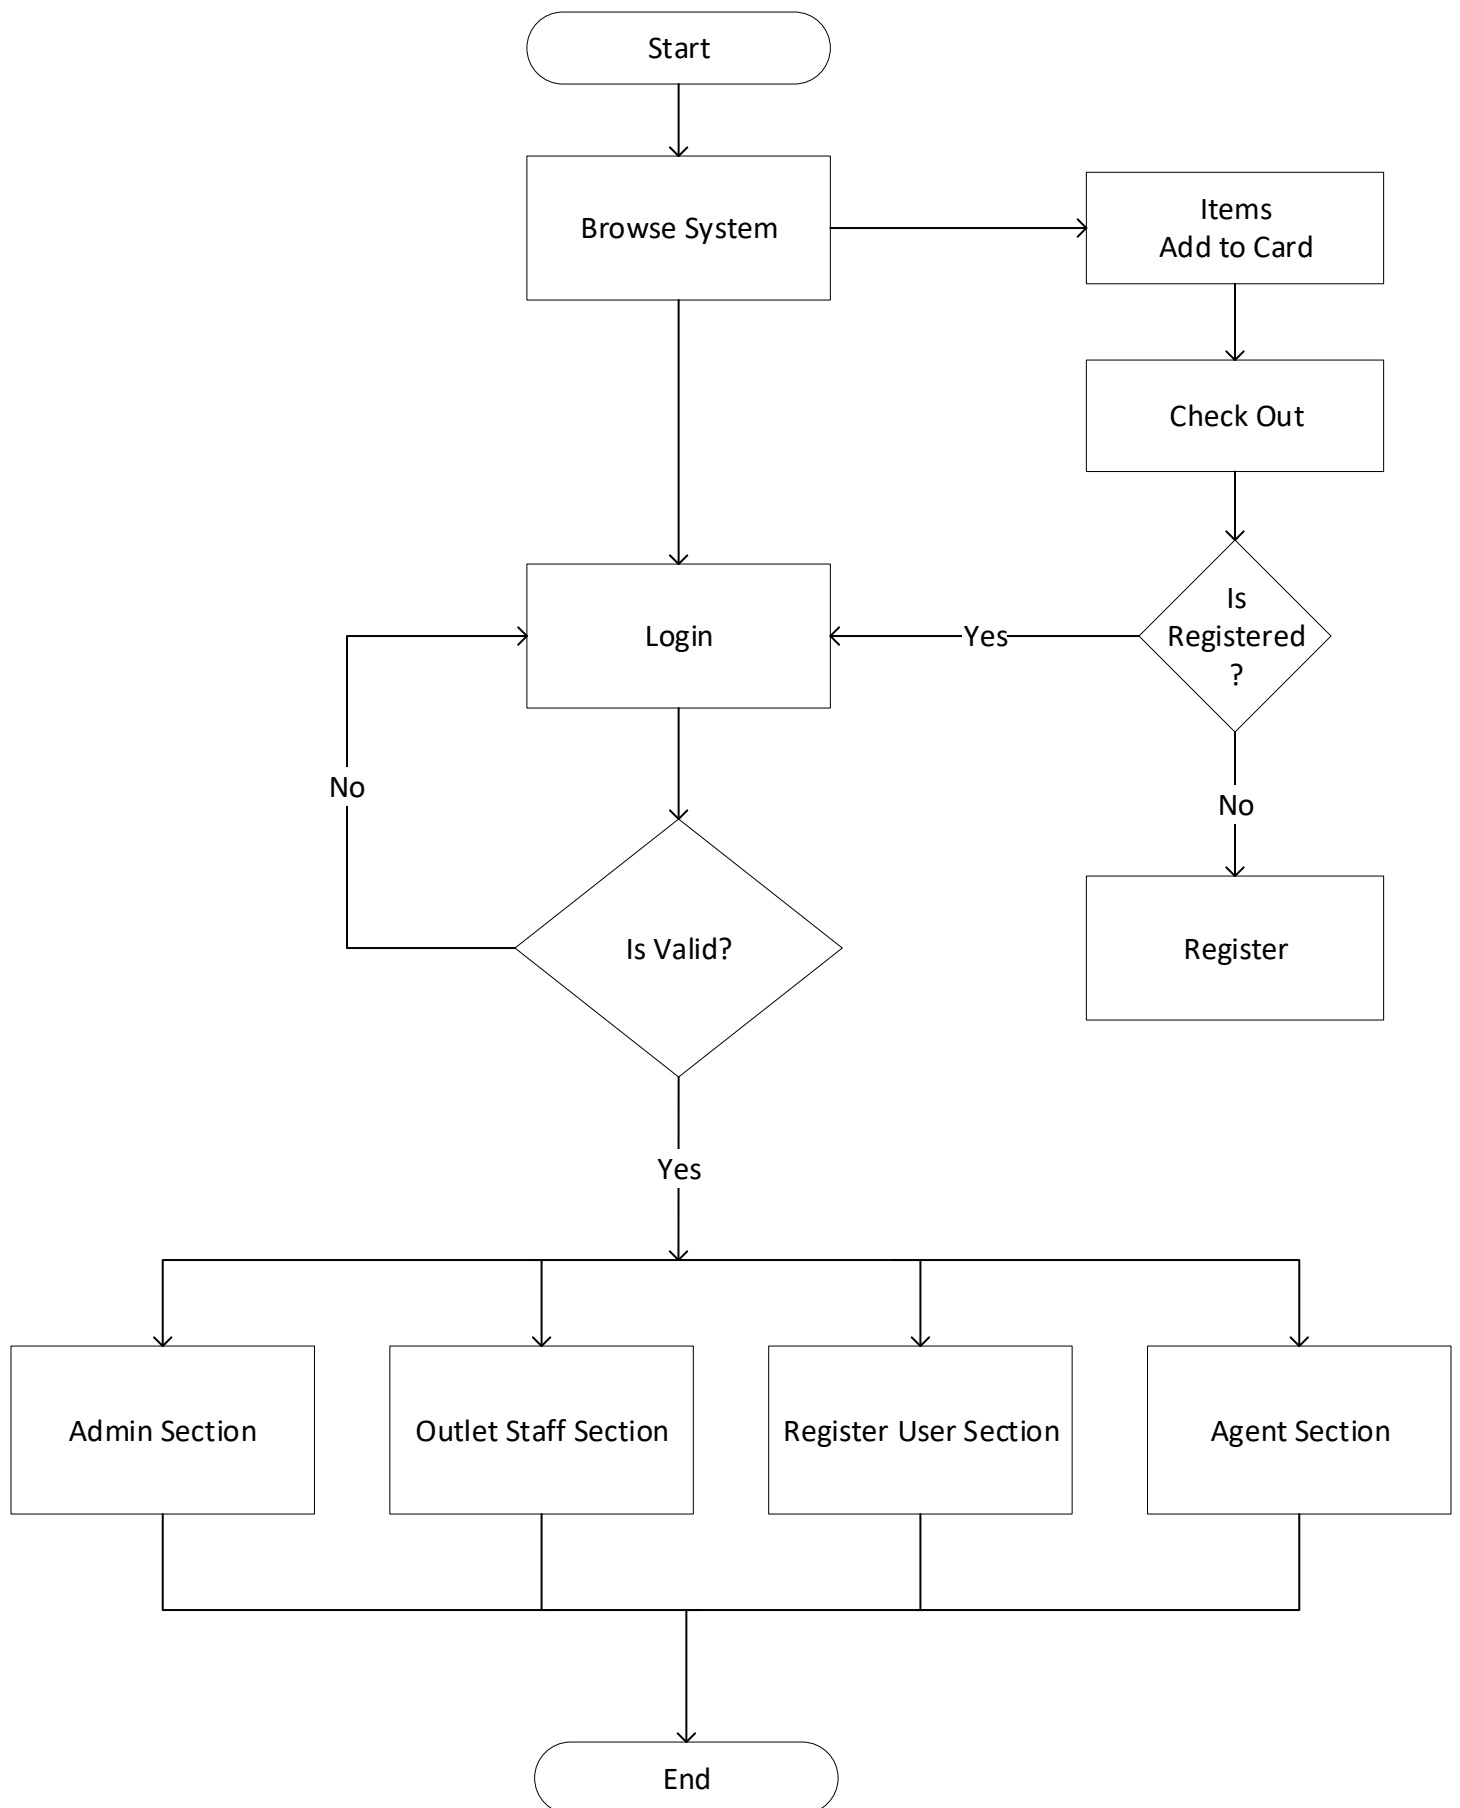 Start
Browse System
Items
Add to Card
Check Out
Is
Registered
?
Login
Yes
No
No
Is Valid?
Register
Yes
Admin Section
Outlet Staff Section
Register User Section
Agent Section
End